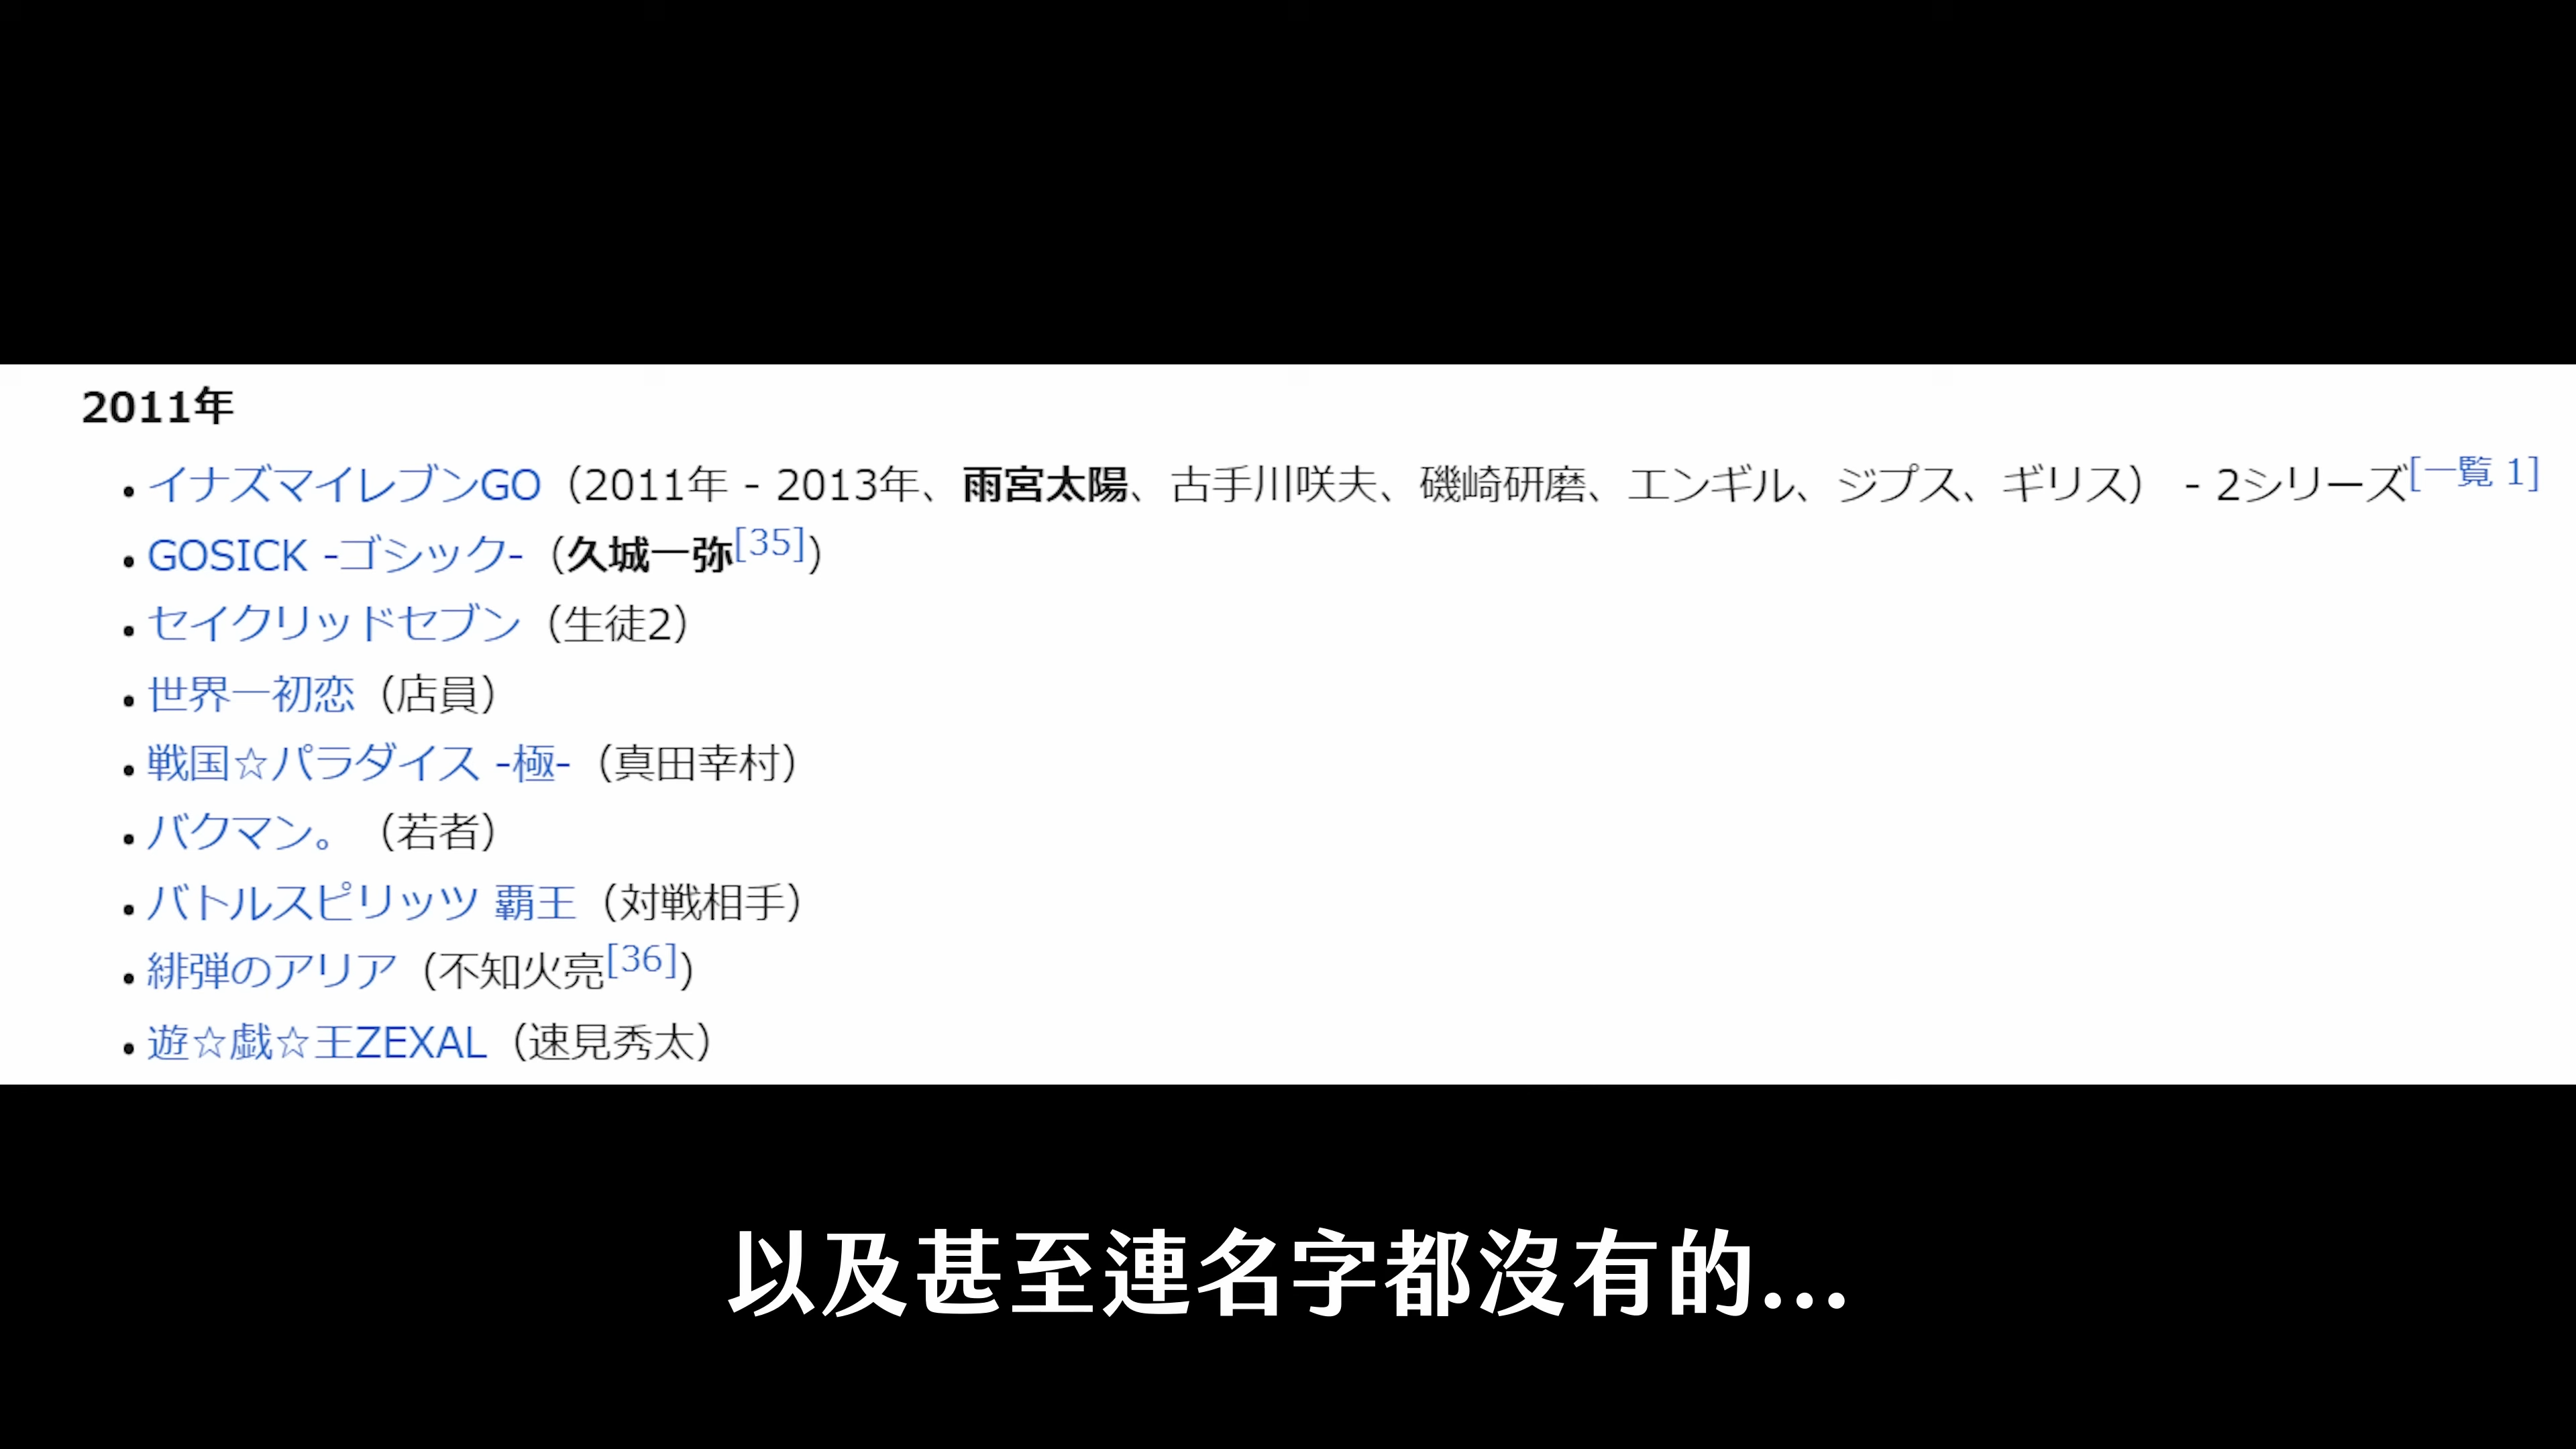 2011年
• イナズマイレブンGO（2011年 - 2013年、雨宮太陽、古手川咲夫、磯崎研磨、エンギル、ジプス、ギリス） - 2シリーズ[一覧 1]
• GOSICK -ゴシック-（久城一弥[35]）
• セイクリッドセブン（生徒2）
• 世界一初恋（店員）
• 戦国☆パラダイス -極-（真田幸村）
• バクマン。（若者）
• バトルスピリッツ 覇王（対戦相手）
• 緋弾のアリア（不知火亮[36]）
• 遊☆戯☆王ZEXAL（速見秀太）
以及甚至連名字都沒有的...